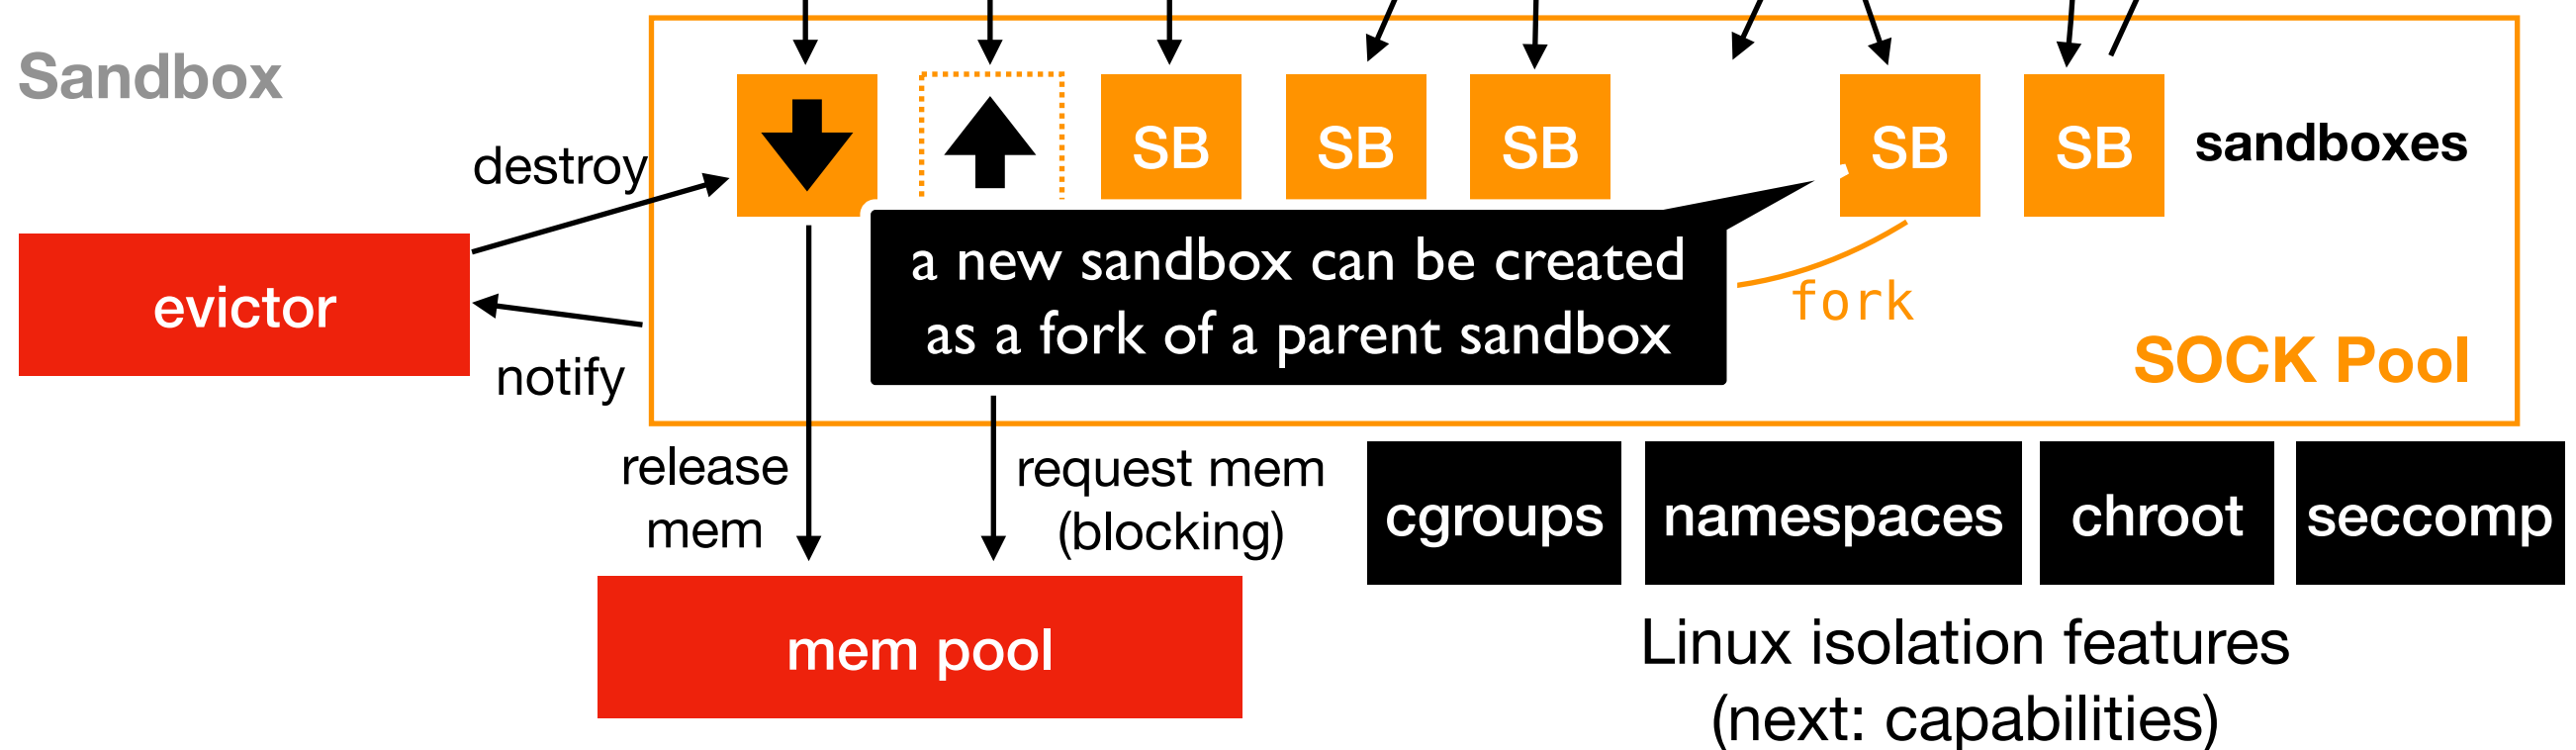 Sandbox
destroy
SB
SB
SB
SB
SB
sandboxes
evictor
notify
a new sandbox can be created
as a fork of a parent sandbox
fork
SOCK Pool
release
mem
request mem
(blocking)
cgroups
namespaces
chroot
seccomp
mem pool
Linux isolation features
(next: capabilities)